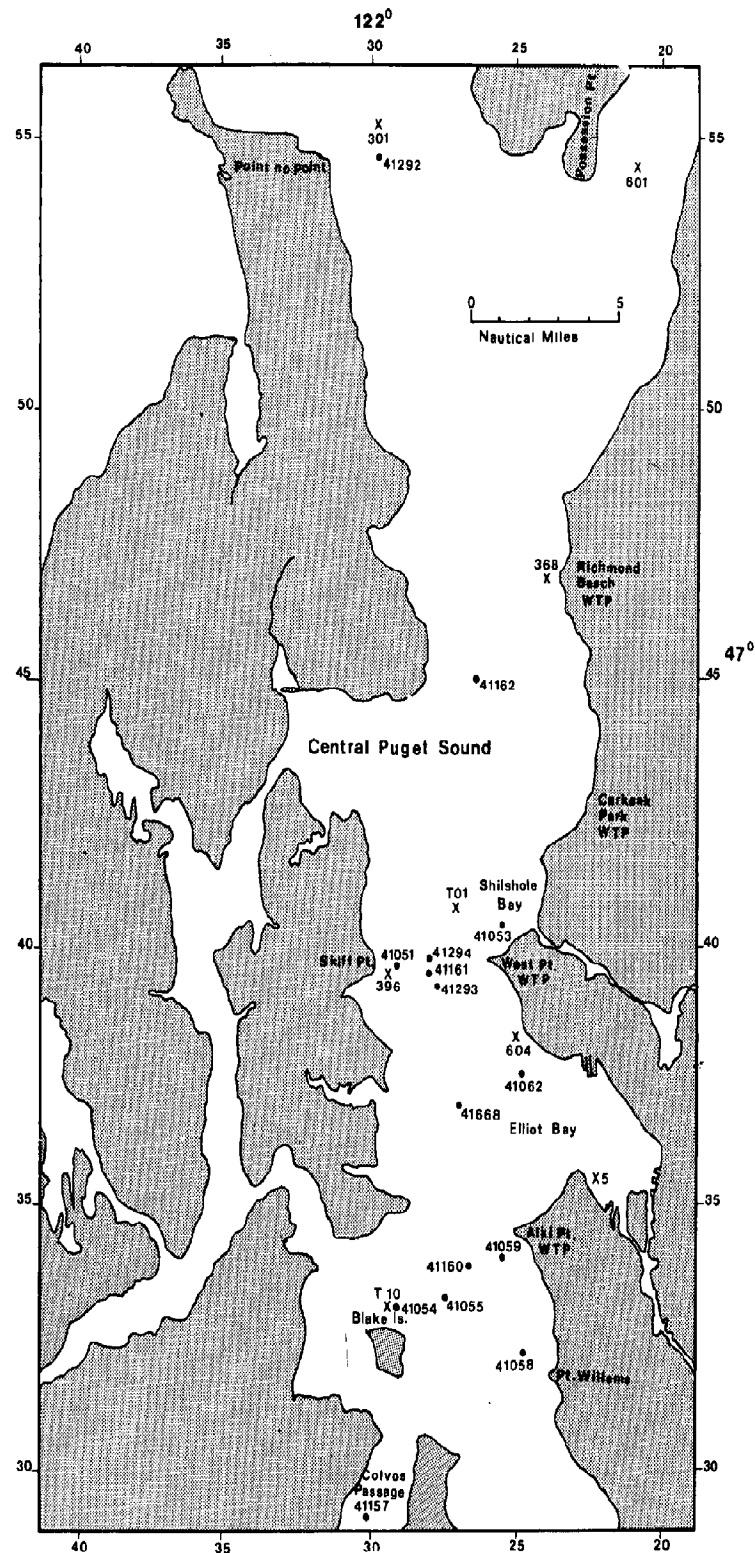 122°
40 35 30 25 20
55 55
X
301
41292
Point no point
Possession Pt.
X
601
0 5
Nautical Miles
50 50
368
X
Richmond
Beach
WTP
47°
45 45
41162
Central Puget Sound
Carkeek
Park
WTP
T01
X
Shilshole
Bay
41053
40 40
41051
41294
Skiff Pt.
X
396
41161
41293
West Pt.
WTP
X
604
41062
41668
Elliot Bay
X5
35 35
Alki Pt.
WTP
41059
41160
T 10
X
41054
41055
Blake Is.
41058
Pt. Williams
30 30
Colvos
Passage
41157
40 35 30 25 20